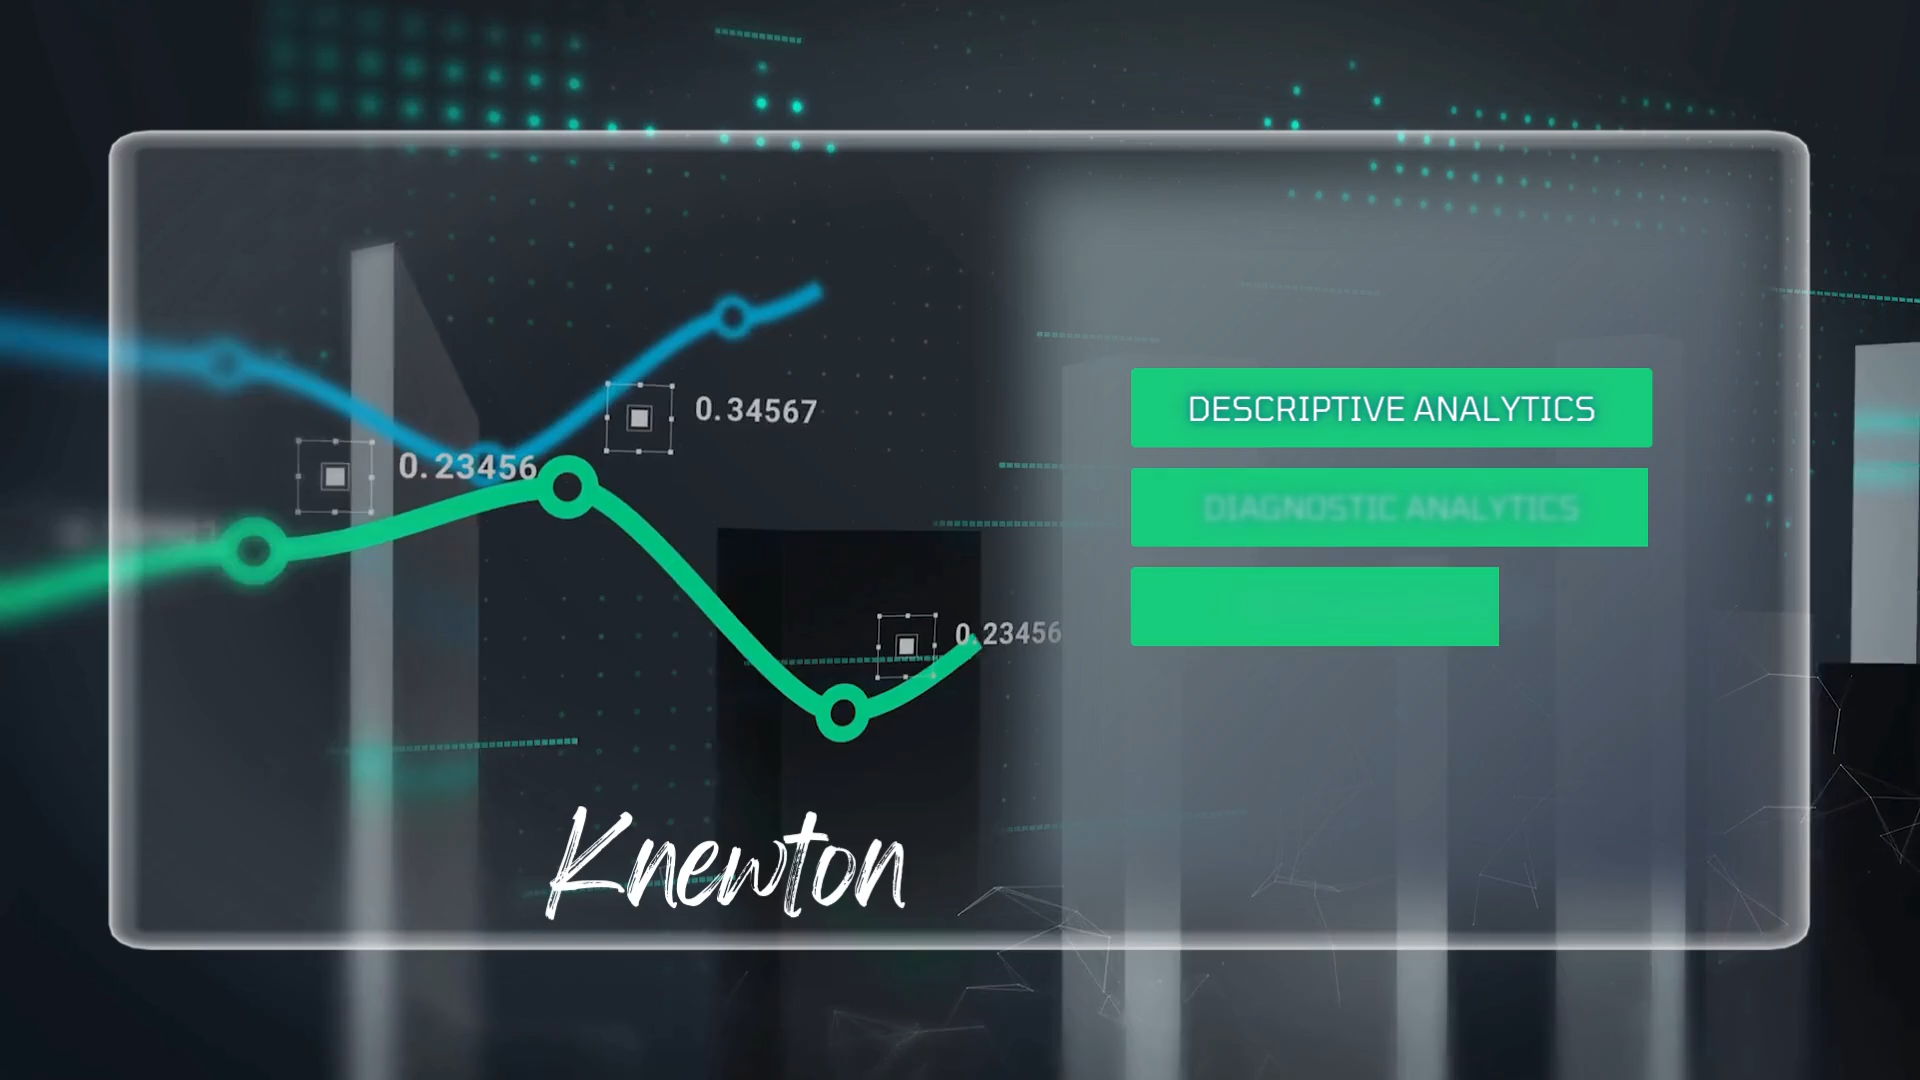 0.34567
0.23456
0.23456
DESCRIPTIVE ANALYTICS
DIAGNOSTIC ANALYTICS
Knewton